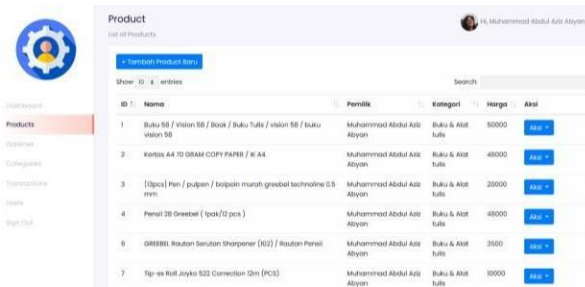 Product
Hi, Muhammad Abdul Aziz Abyan
List of Products
+ Tambah Product Baru
Show 10 entries
Search:
Dashboard
Products
Galleries
Categories
Transactions
Users
Sign Out
ID Nama Pemilik Kategori Harga Aksi
1 Buku 58 / Vision 58 / Book / Buku Tulis / vision 58 / buku vision 58 Muhammad Abdul Aziz Abyan Buku & Alat tulis 50000 Aksi
2 Kertas A4 70 GRAM COPY PAPER / IK A4 Muhammad Abdul Aziz Abyan Buku & Alat tulis 48000 Aksi
3 [12pcs] Pen / pulpen / bolpoin murah greebel technoline 0.5 mm Muhammad Abdul Aziz Abyan Buku & Alat tulis 20000 Aksi
4 Pensil 2B Greebel ( 1pak/12 pcs ) Muhammad Abdul Aziz Abyan Buku & Alat tulis 48000 Aksi
6 GREEBEL Rautan Serutan Sharpener (102) / Rautan Pensil Muhammad Abdul Aziz Abyan Buku & Alat tulis 3500 Aksi
7 Tip-ex Roll Joyko 522 Correction 12m (PCS) Muhammad Abdul Aziz Abyan Buku & Alat tulis 10000 Aksi